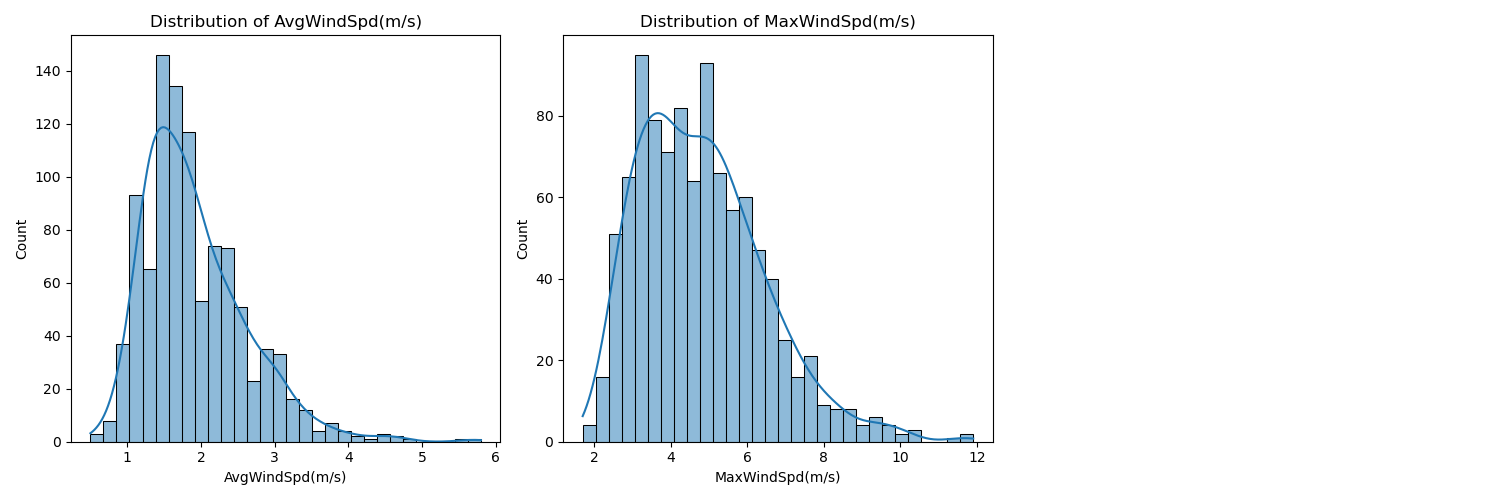 Distribution of AvgWindSpd(m/s)
140
120
100
80
60
40
20
0
Count
1 2 3 4 5 6
AvgWindSpd(m/s)
Distribution of MaxWindSpd(m/s)
80
60
40
20
0
Count
2 4 6 8 10 12
MaxWindSpd(m/s)